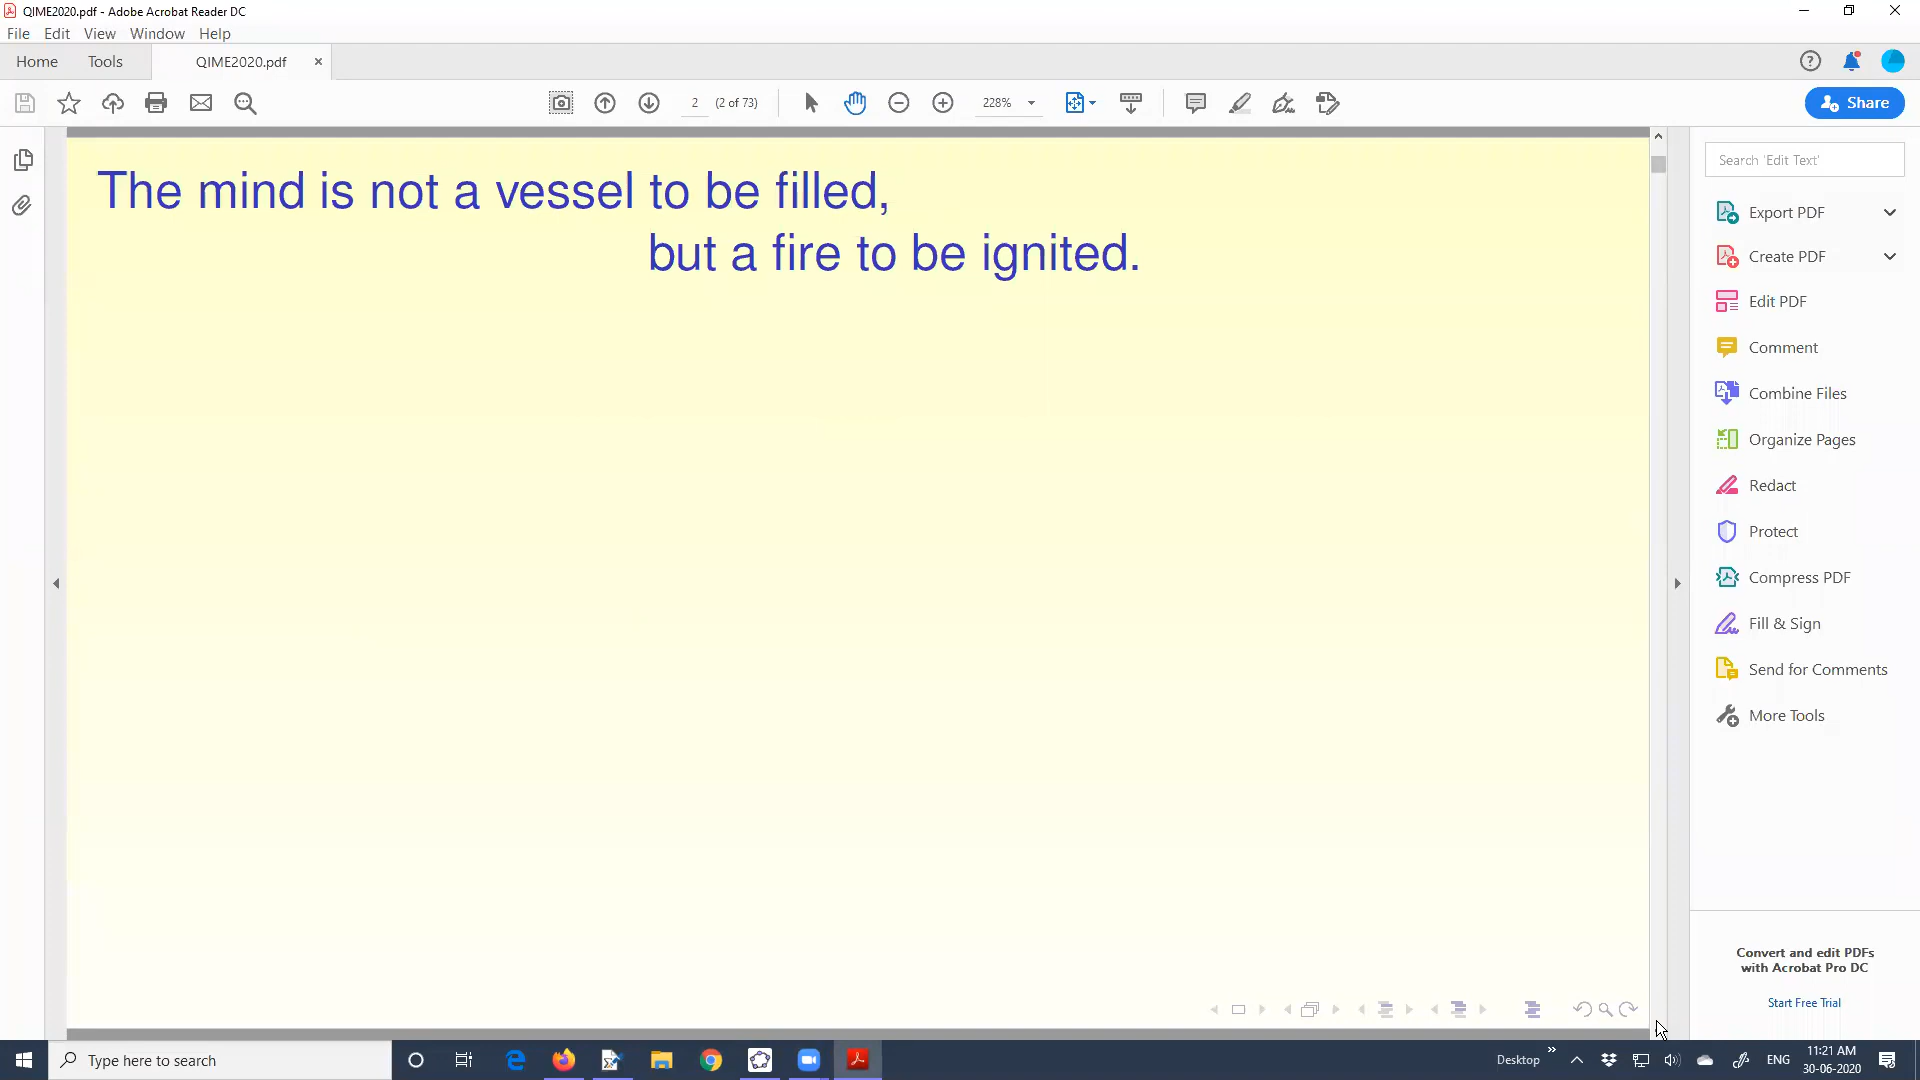 QIME2020.pdf - Adobe Acrobat Reader DC
File Edit View Window Help
Home Tools QIME2020.pdf
2 (2 of 73) 228%
Share
The mind is not a vessel to be filled,
but a fire to be ignited.
Search 'Edit Text'
Export PDF
Create PDF
Edit PDF
Comment
Combine Files
Organize Pages
Redact
Protect
Compress PDF
Fill & Sign
Send for Comments
More Tools
Convert and edit PDFs
with Acrobat Pro DC
Start Free Trial
Type here to search
Desktop
ENG
11:21 AM
30-06-2020